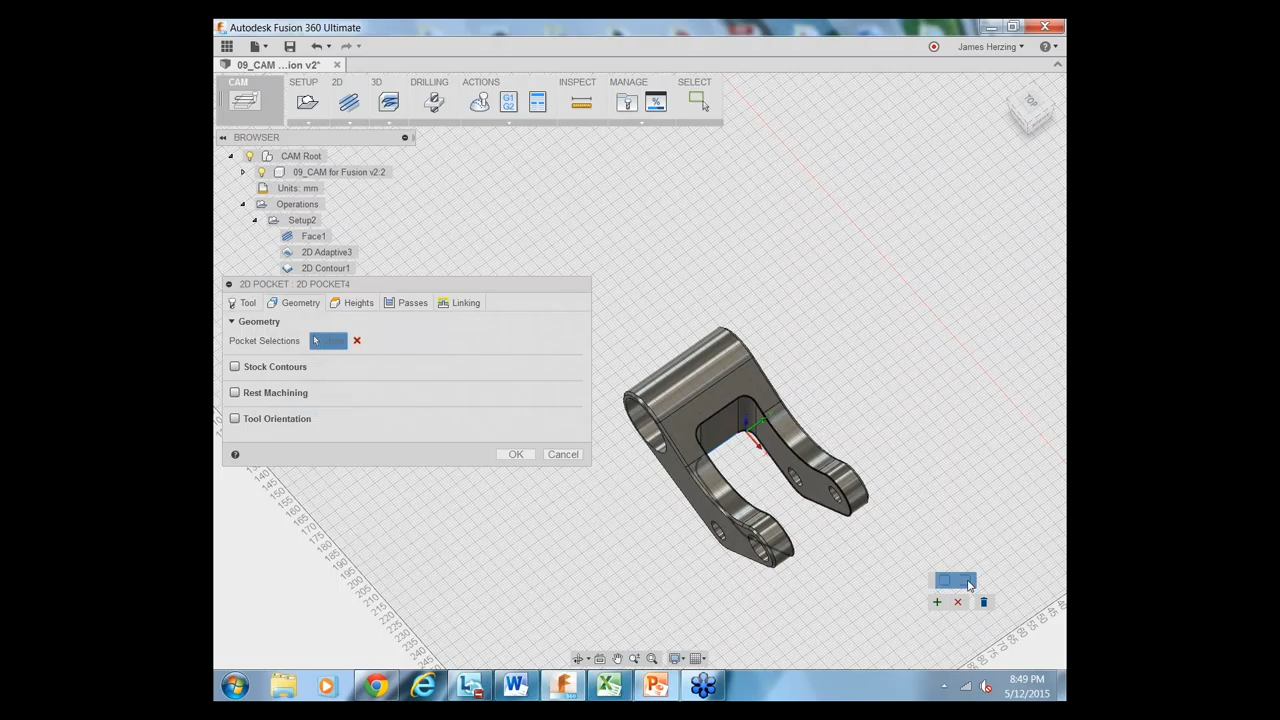 Autodesk Fusion 360 Ultimate
James Herzing
09_CAM ...ion v2*
CAM SETUP 2D 3D DRILLING ACTIONS INSPECT MANAGE SELECT
G1
G2
%
TOP
BROWSER
CAM Root
09_CAM for Fusion v2:2
Units: mm
Operations
Setup2
Face1
2D Adaptive3
2D Contour1
2D POCKET : 2D POCKET4
Tool Geometry Heights Passes Linking
Geometry
Pocket Selections
Stock Contours
Rest Machining
Tool Orientation
OK Cancel
8:49 PM
5/12/2015